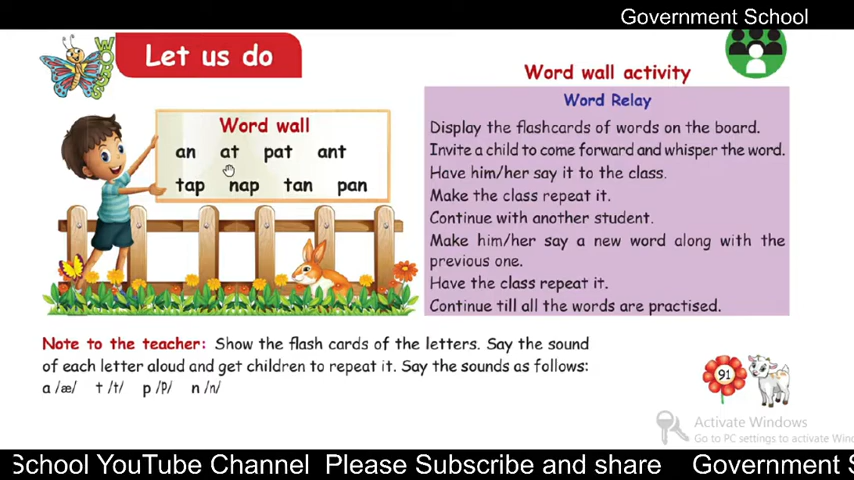 Government School
Let us do
Word wall activity
Word wall
an at pat ant
tap nap tan pan
Word Relay
Display the flashcards of words on the board.
Invite a child to come forward and whisper the word.
Have him/her say it to the class.
Make the class repeat it.
Continue with another student.
Make him/her say a new word along with the
previous one.
Have the class repeat it.
Continue till all the words are practised.
Note to the teacher: Show the flash cards of the letters. Say the sound
of each letter aloud and get children to repeat it. Say the sounds as follows:
a /æ/ t /t/ p /p/ n /n/
91
Activate Windows
Go to PC settings to activate Win
School YouTube Channel Please Subscribe and share Government S